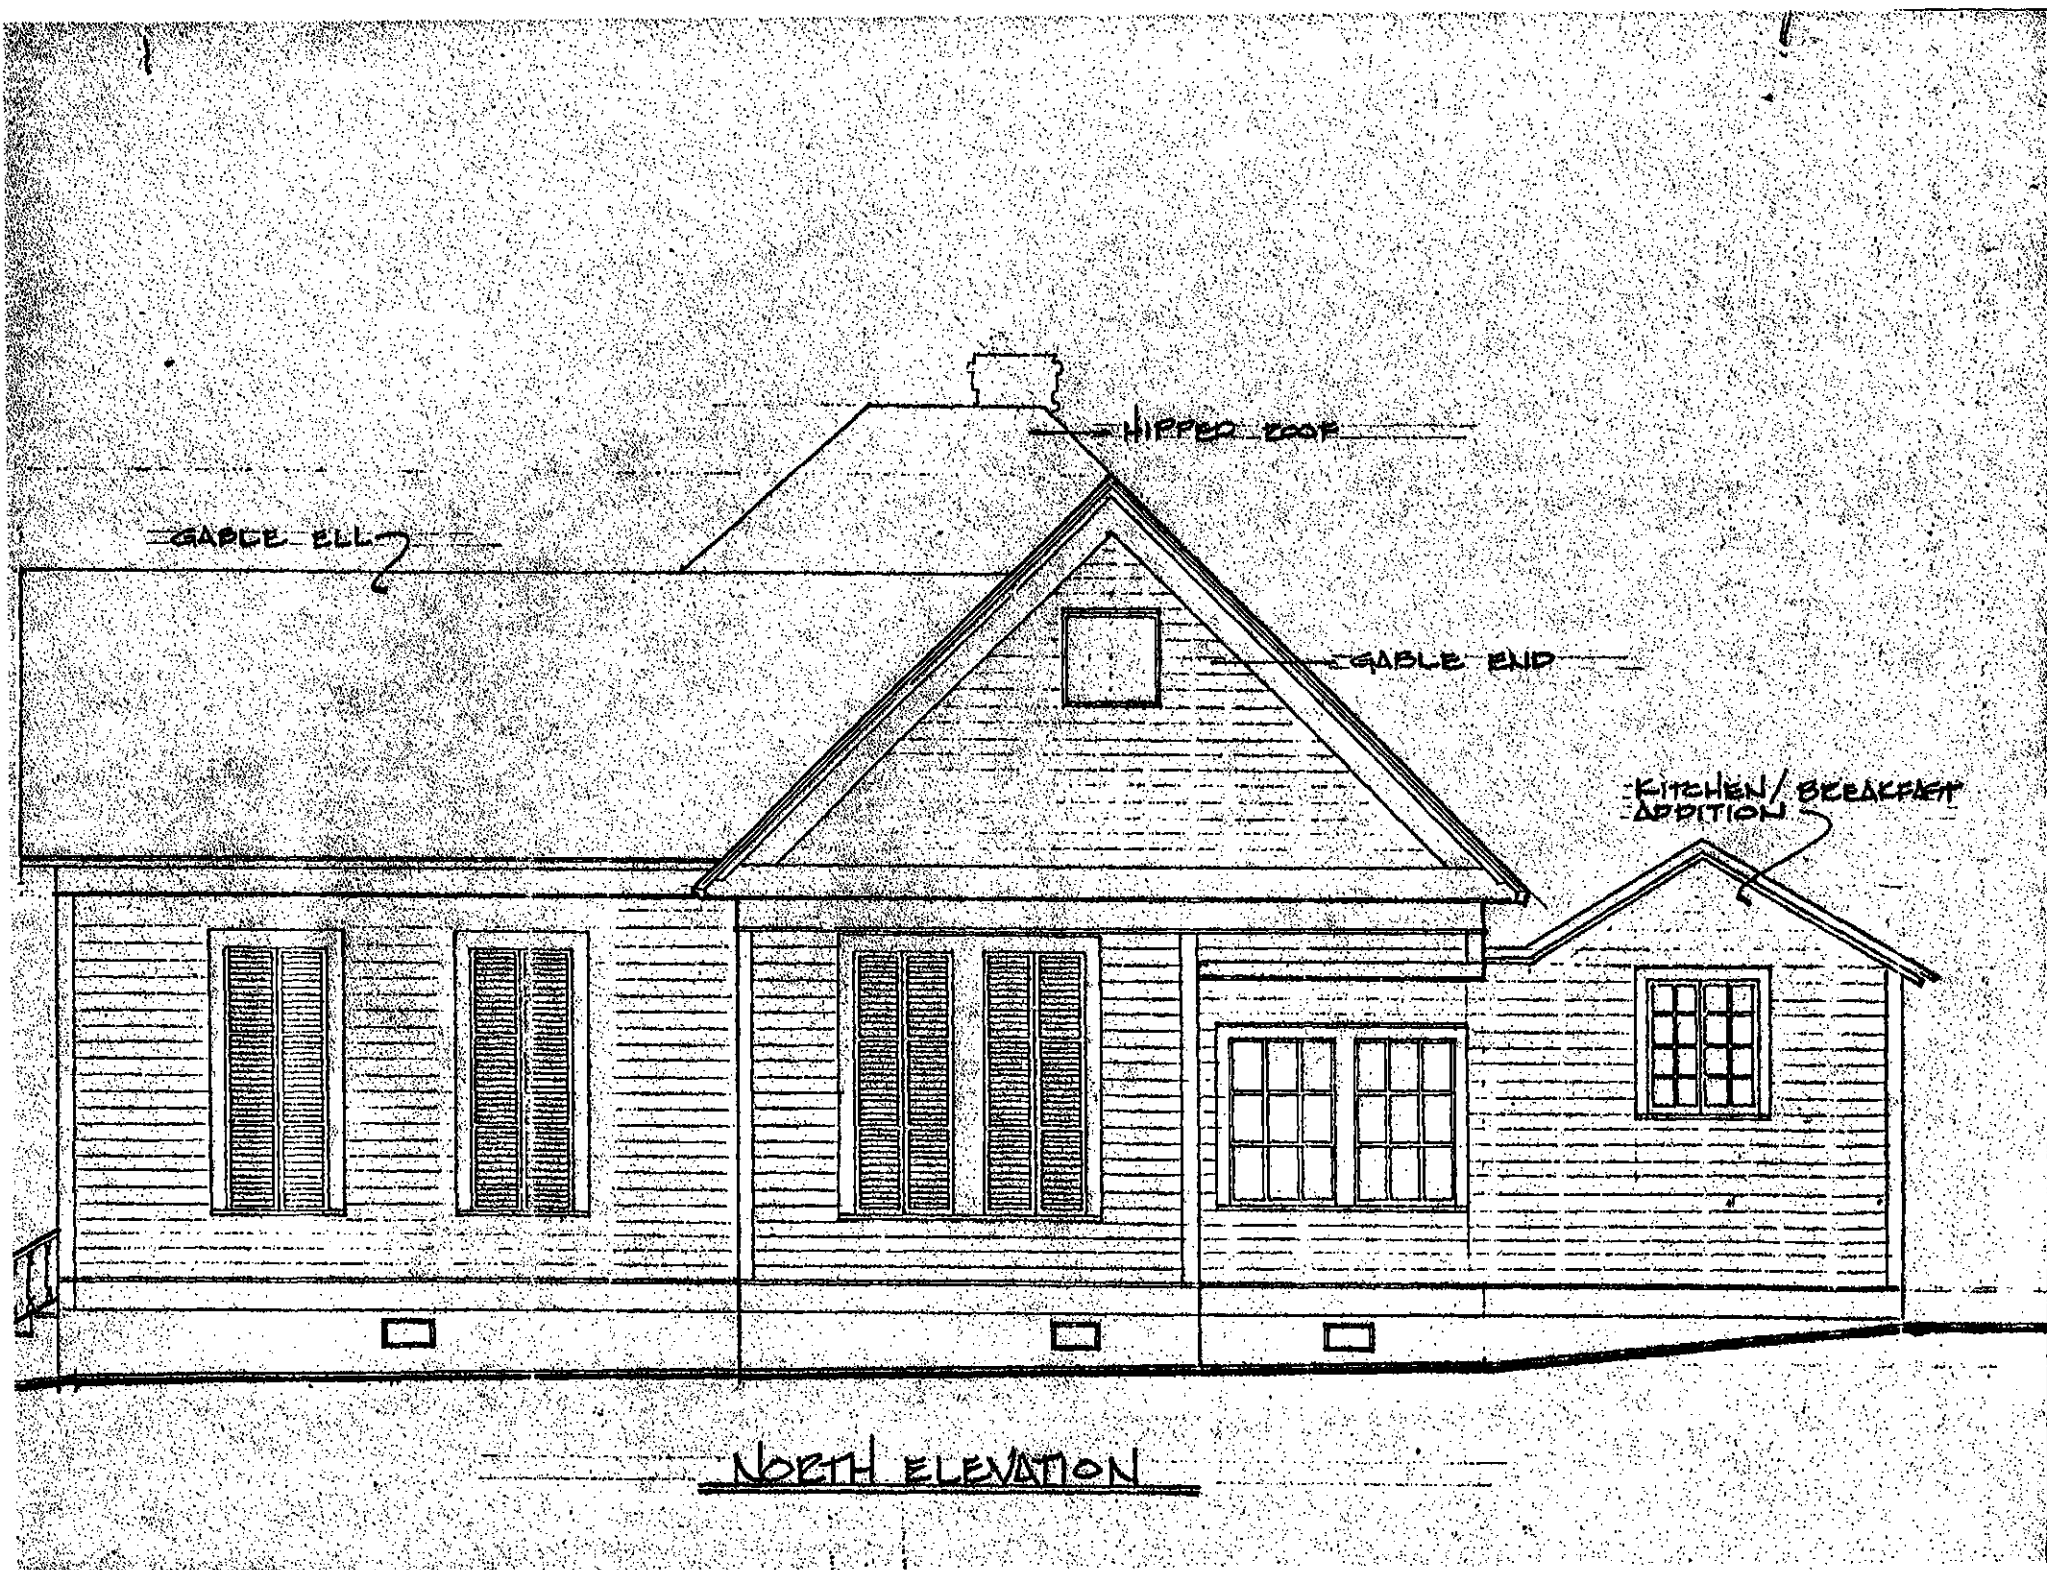 HIPPED ROOF
GABLE ELL
GABLE END
KITCHEN/BREAKFAST
ADDITION
NORTH ELEVATION